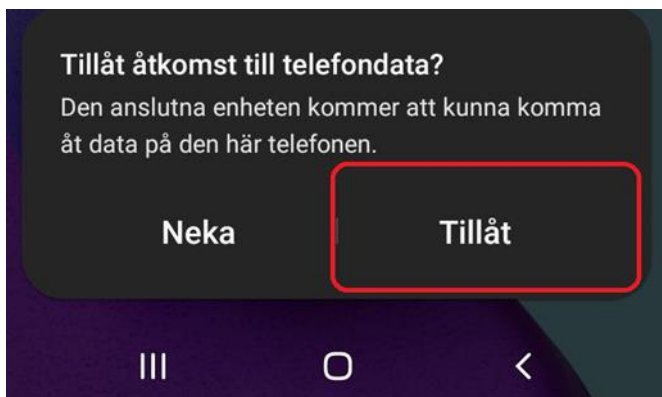 Tillåt åtkomst till telefondata?
Den anslutna enheten kommer att kunna komma
åt data på den här telefonen.
Neka
Tillåt